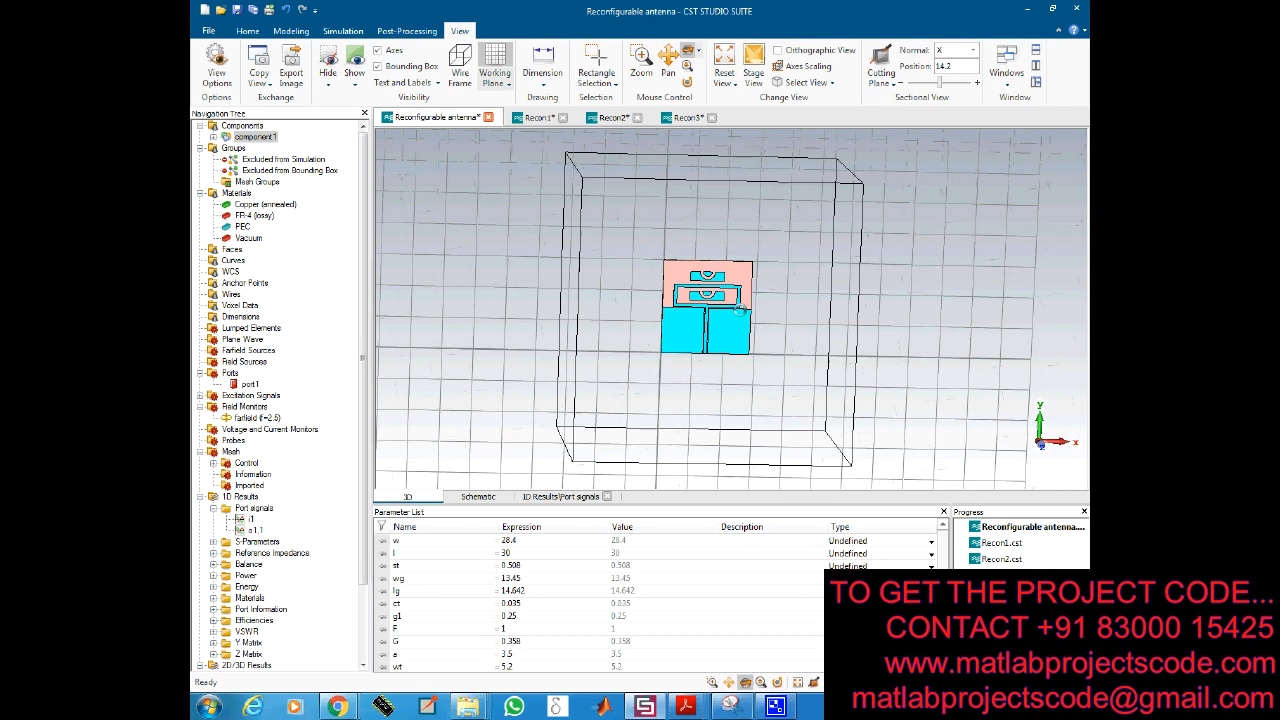 Reconfigurable antenna - CST STUDIO SUITE
File Home Modeling Simulation Post-Processing View
View Options
Copy View
Export Image
Hide
Show
Axes
Bounding Box
Text and Labels
Wire Frame
Working Plane
Dimension
Rectangle Selection
Zoom
Pan
Reset View
Stage View
Orthographic View
Axes Scaling
Select View
Cutting Plane
Normal: X
Position: 14.2
Windows
Options Exchange Visibility Drawing Selection Mouse Control Change View Sectional View Window
Navigation Tree
Reconfigurable antenna* Recon1* Recon2* Recon3*
Components
component1
Groups
Excluded from Simulation
Excluded from Bounding Box
Mesh Groups
Materials
Copper (annealed)
FR-4 (lossy)
PEC
Vacuum
Faces
Curves
WCS
Anchor Points
Wires
Voxel Data
Dimensions
Lumped Elements
Plane Wave
Farfield Sources
Field Sources
Ports
port1
Excitation Signals
Field Monitors
farfield (f=2.5)
Voltage and Current Monitors
Probes
Mesh
Control
Information
Imported
1D Results
Port signals
i1
o1,1
S-Parameters
Reference Impedance
Balance
Power
Energy
Materials
Port Information
Efficiencies
VSWR
Y Matrix
Z Matrix
2D/3D Results
y
x
z
3D Schematic 1D Results\Port signals
Parameter List
Name Expression Value Description Type
w = 28.4 28.4 Undefined
l = 30 30 Undefined
st = 0.508 0.508 Undefined
wg = 13.45 13.45
lg = 14.642 14.642
ct = 0.035 0.035
g1 = 0.25 0.25
F = 1 1
G = 0.358 0.358
a = 3.5 3.5
wt = 5.2 5.2
Progress
Reconfigurable antenna....
Recon1.cst
Recon2.cst
Ready
TO GET THE PROJECT CODE...
CONTACT +91 83000 15425
www.matlabprojectscode.com
matlabprojectscode@gmail.com